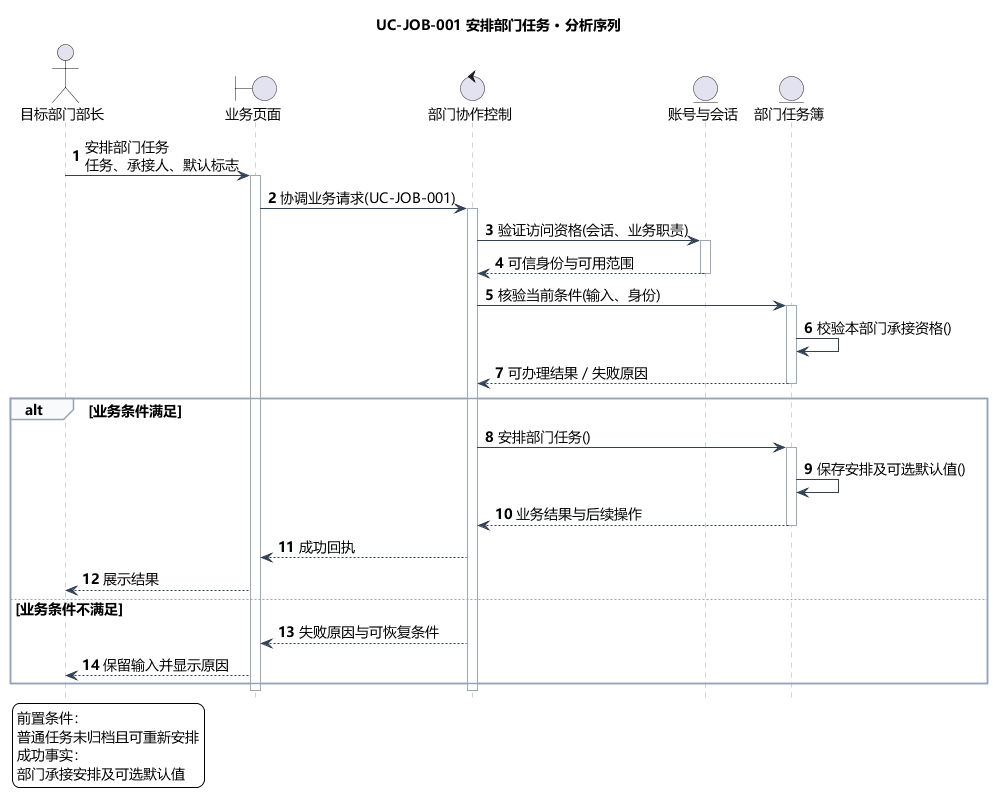 UC-JOB-001 安排部门任务 · 分析序列
目标部门部长
业务页面
部门协作控制
账号与会话
部门任务簿
1 安排部门任务
任务、承接人、默认标志
2 协调业务请求(UC-JOB-001)
3 验证访问资格(会话、业务职责)
4 可信身份与可用范围
5 核验当前条件(输入、身份)
6 校验本部门承接资格()
7 可办理结果 / 失败原因
alt [业务条件满足]
8 安排部门任务()
9 保存安排及可选默认值()
10 业务结果与后续操作
11 成功回执
12 展示结果
[业务条件不满足]
13 失败原因与可恢复条件
14 保留输入并显示原因
前置条件：
普通任务未归档且可重新安排
成功事实：
部门承接安排及可选默认值